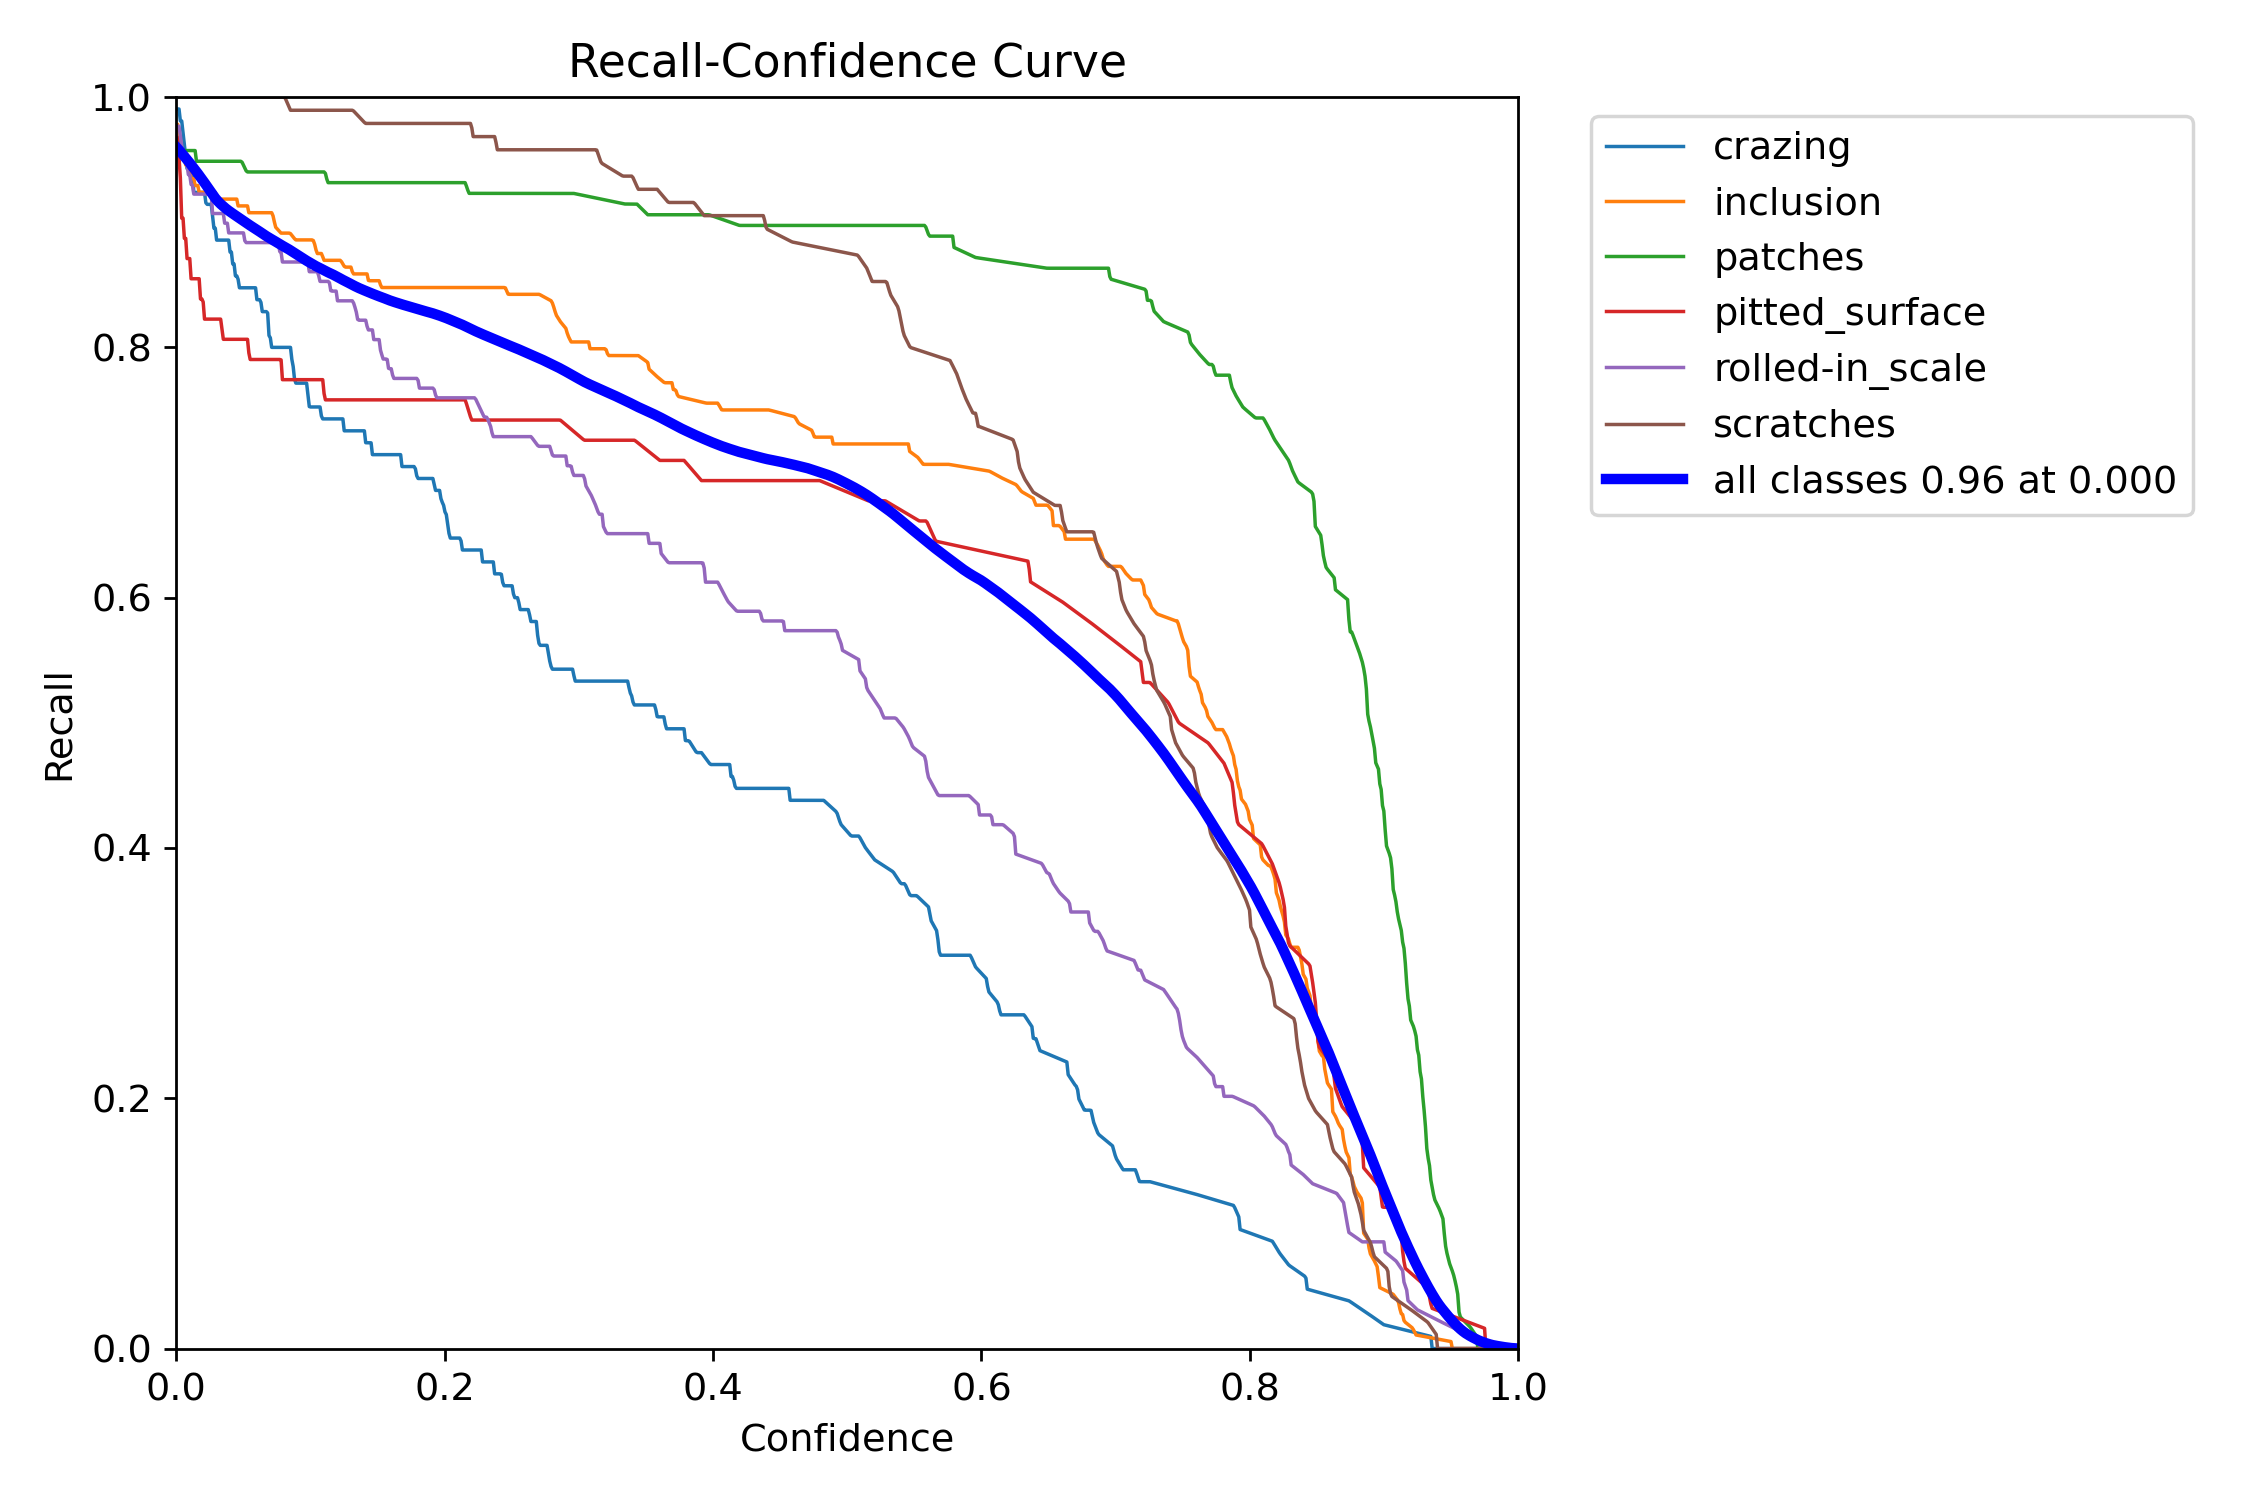 Recall-Confidence Curve
1.0
0.8
0.6
0.4
0.2
0.0
Recall
0.0 0.2 0.4 0.6 0.8 1.0
Confidence
crazing
inclusion
patches
pitted_surface
rolled-in_scale
scratches
all classes 0.96 at 0.000